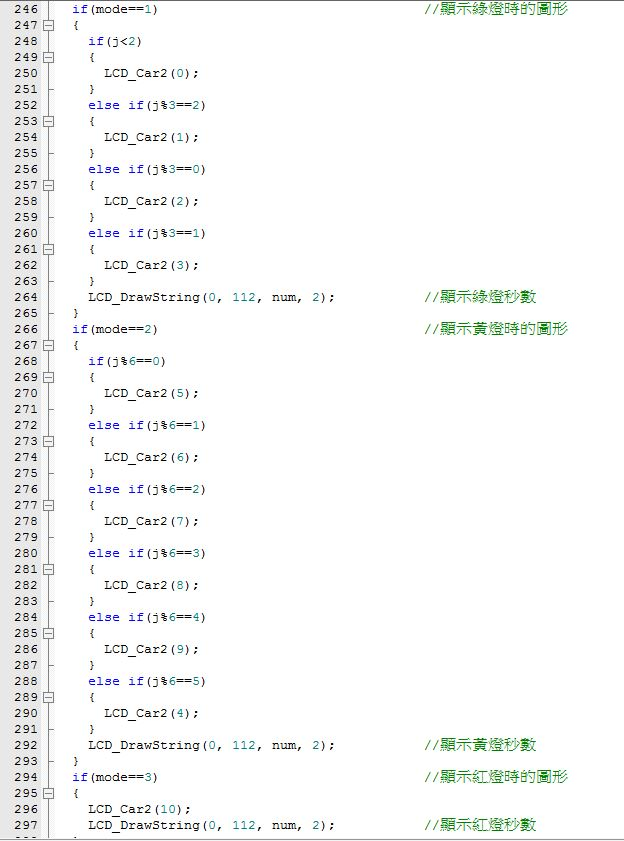 246 if(mode==1) //顯示綠燈時的圖形
247 {
248 if(j<2)
249 {
250 LCD_Car2(0);
251 }
252 else if(j%3==2)
253 {
254 LCD_Car2(1);
255 }
256 else if(j%3==0)
257 {
258 LCD_Car2(2);
259 }
260 else if(j%3==1)
261 {
262 LCD_Car2(3);
263 }
264 LCD_DrawString(0, 112, num, 2); //顯示綠燈秒數
265 }
266 if(mode==2) //顯示黃燈時的圖形
267 {
268 if(j%6==0)
269 {
270 LCD_Car2(5);
271 }
272 else if(j%6==1)
273 {
274 LCD_Car2(6);
275 }
276 else if(j%6==2)
277 {
278 LCD_Car2(7);
279 }
280 else if(j%6==3)
281 {
282 LCD_Car2(8);
283 }
284 else if(j%6==4)
285 {
286 LCD_Car2(9);
287 }
288 else if(j%6==5)
289 {
290 LCD_Car2(4);
291 }
292 LCD_DrawString(0, 112, num, 2); //顯示黃燈秒數
293 }
294 if(mode==3) //顯示紅燈時的圖形
295 {
296 LCD_Car2(10);
297 LCD_DrawString(0, 112, num, 2); //顯示紅燈秒數